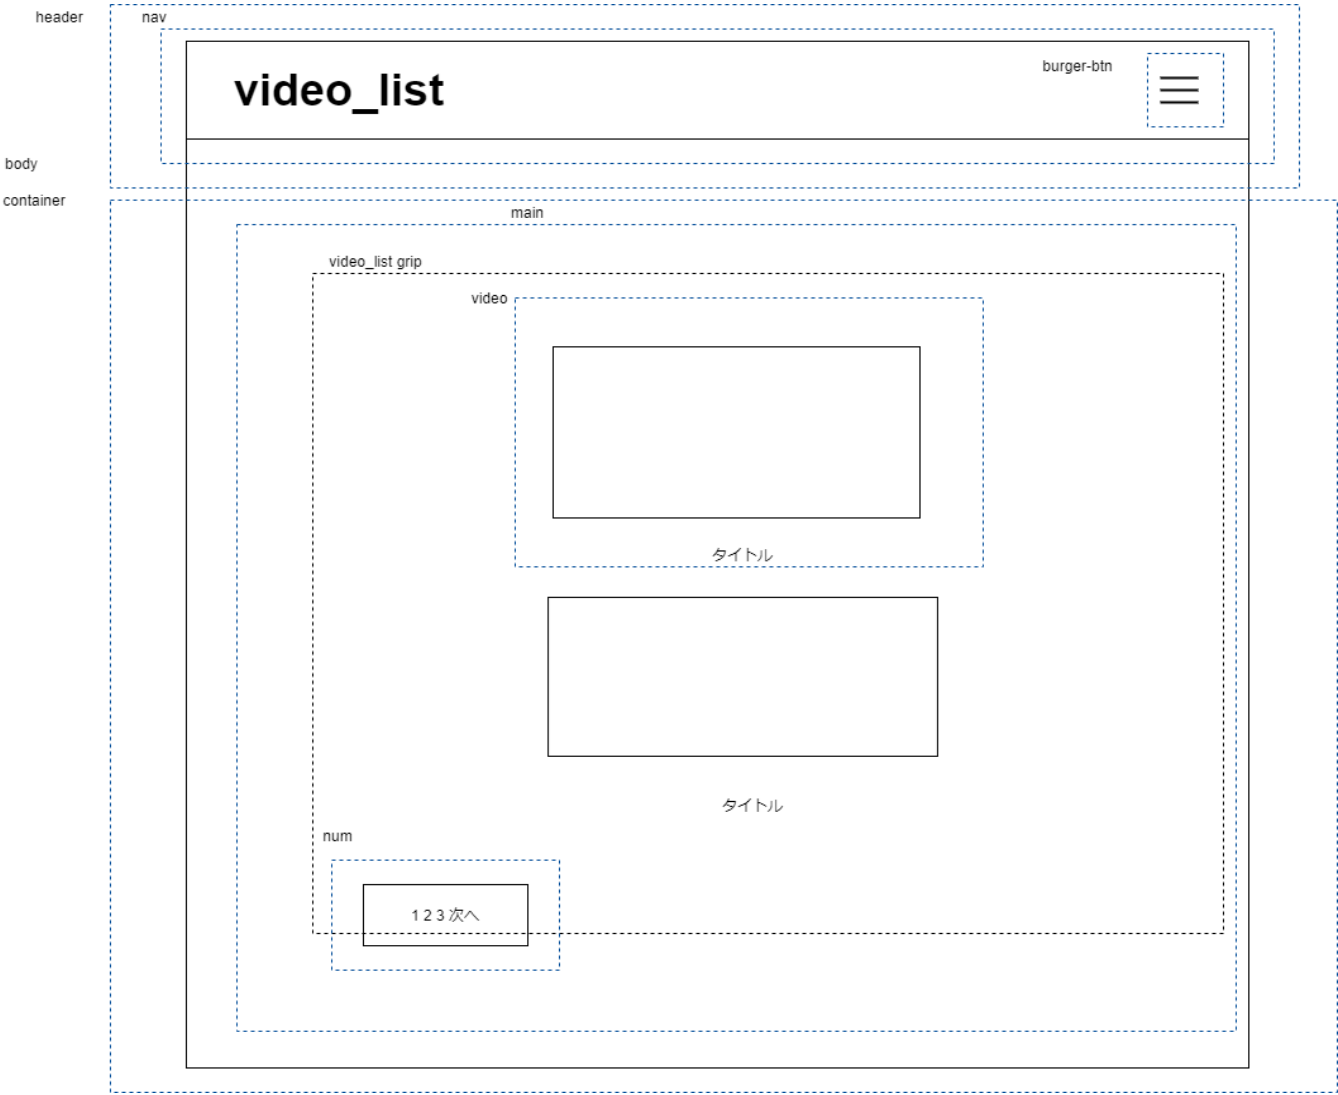 header
nav
burger-btn
video_list
body
container
main
video_list grip
video
タイトル
タイトル
num
1 2 3 次へ